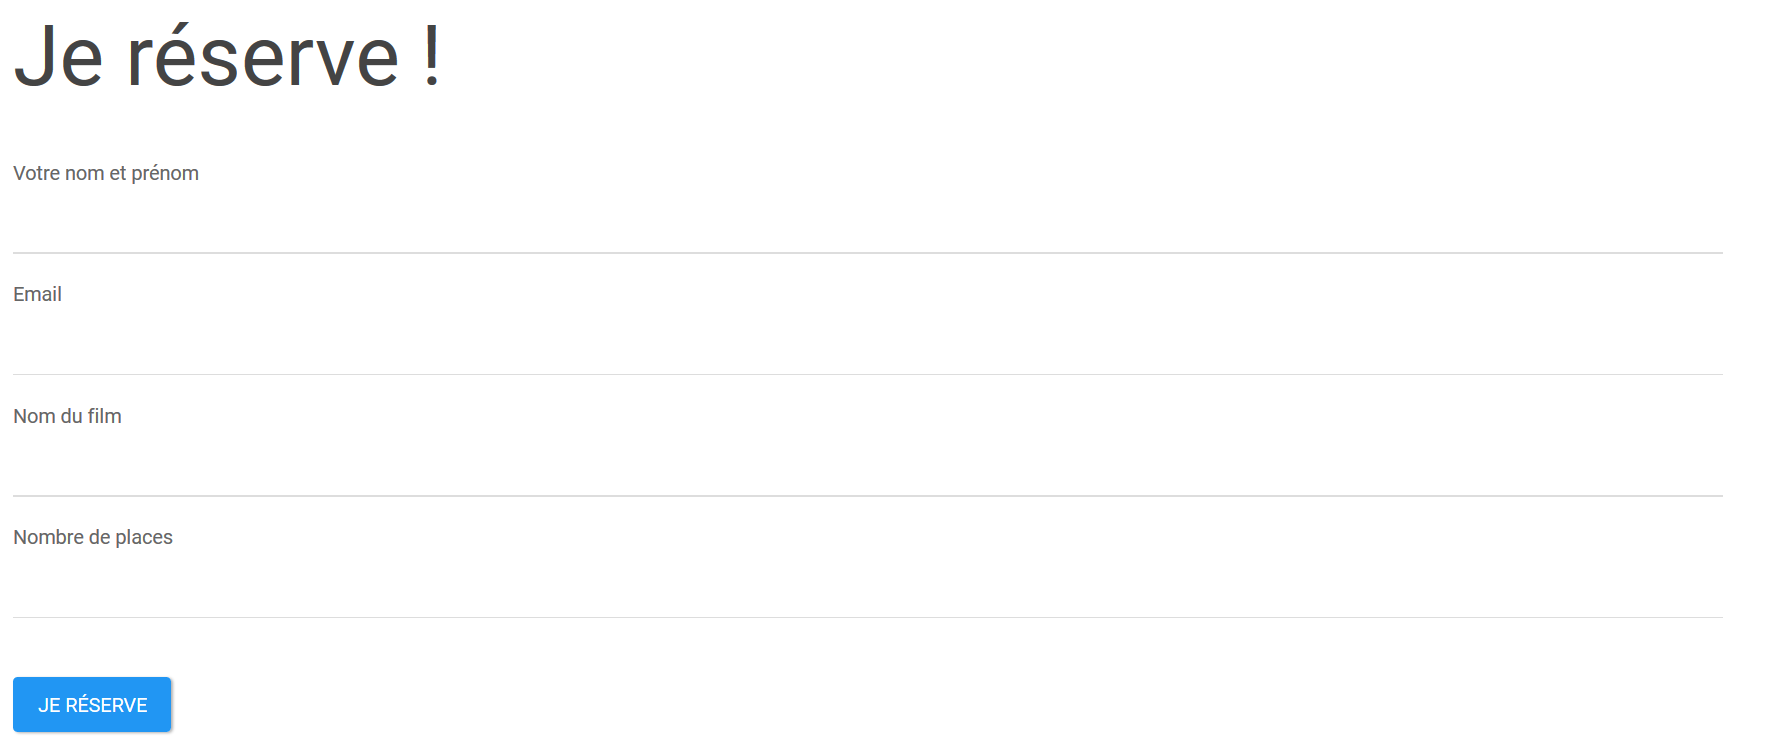 Je réserve !
Votre nom et prénom
Email
Nom du film
Nombre de places
JE RÉSERVE